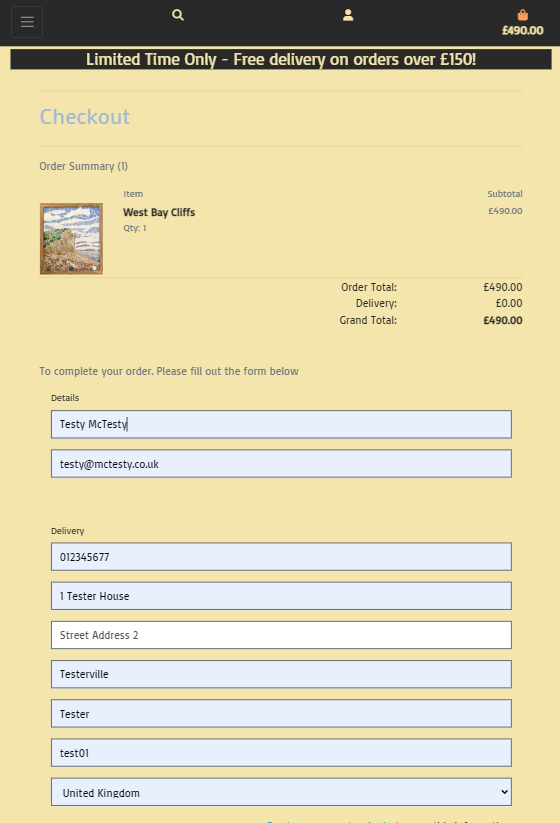 £490.00
Limited Time Only - Free delivery on orders over £150!
Checkout
Order Summary (1)
Item Subtotal
West Bay Cliffs £490.00
Qty: 1
Order Total: £490.00
Delivery: £0.00
Grand Total: £490.00
To complete your order. Please fill out the form below
Details
Testy McTesty
testy@mctesty.co.uk
Delivery
012345677
1 Tester House
Street Address 2
Testerville
Tester
test01
United Kingdom